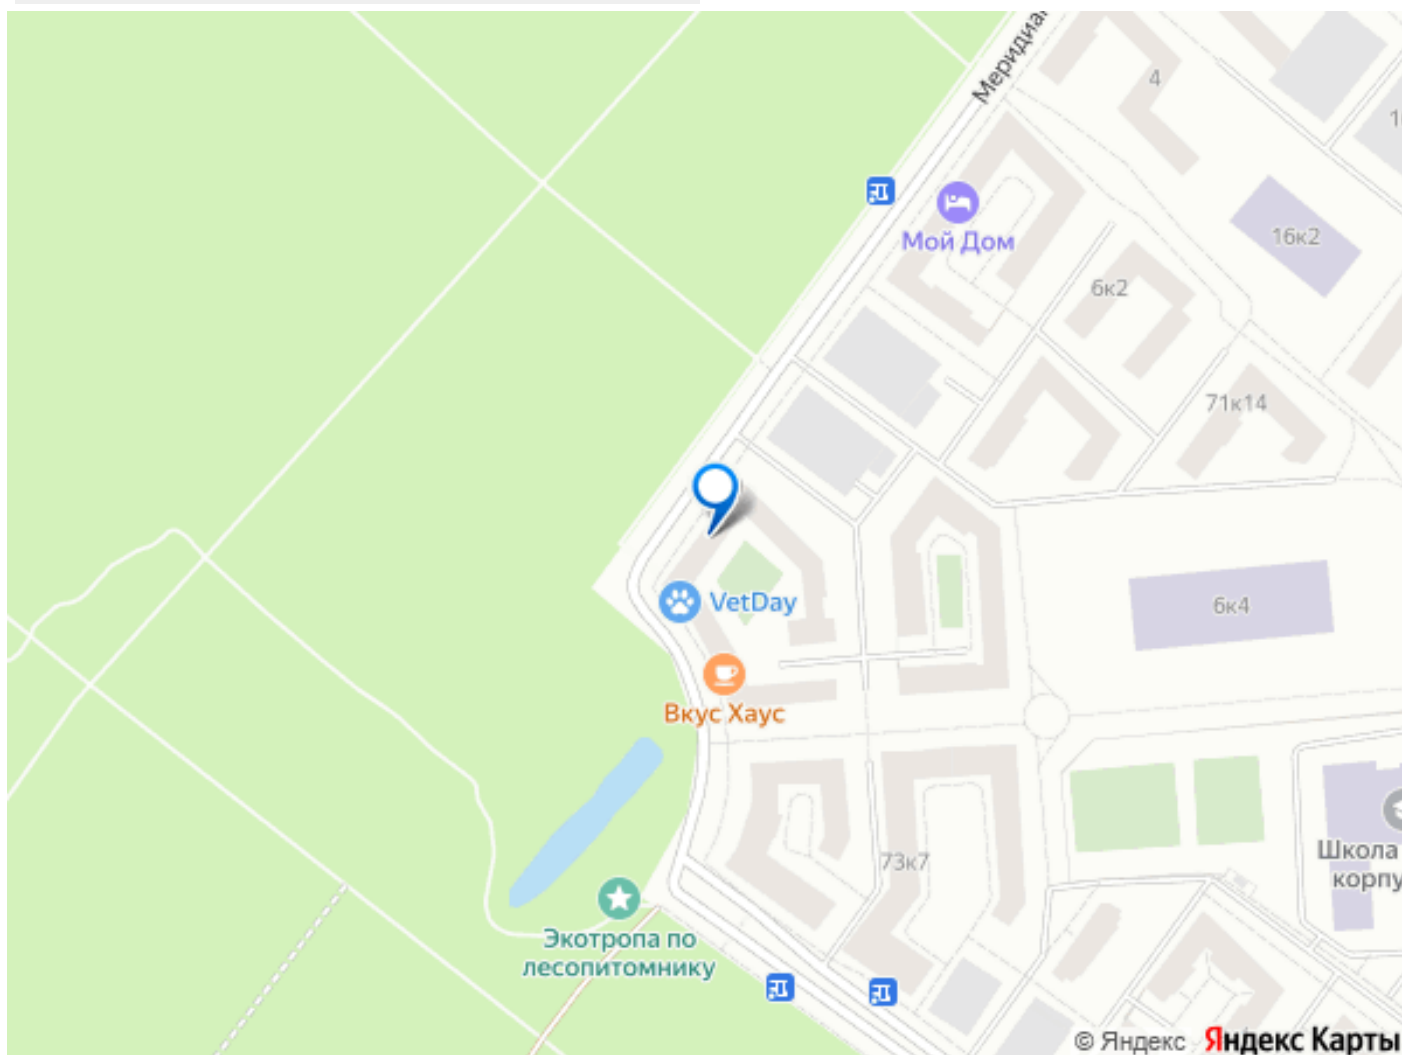 Меридиан
4
16к2
Мой Дом
6к2
71к14
VetDay
6к4
Вкус Хаус
Школа
корпу
73к7
Экотропа по
лесопитомнику
© Яндекс Яндекс Карты